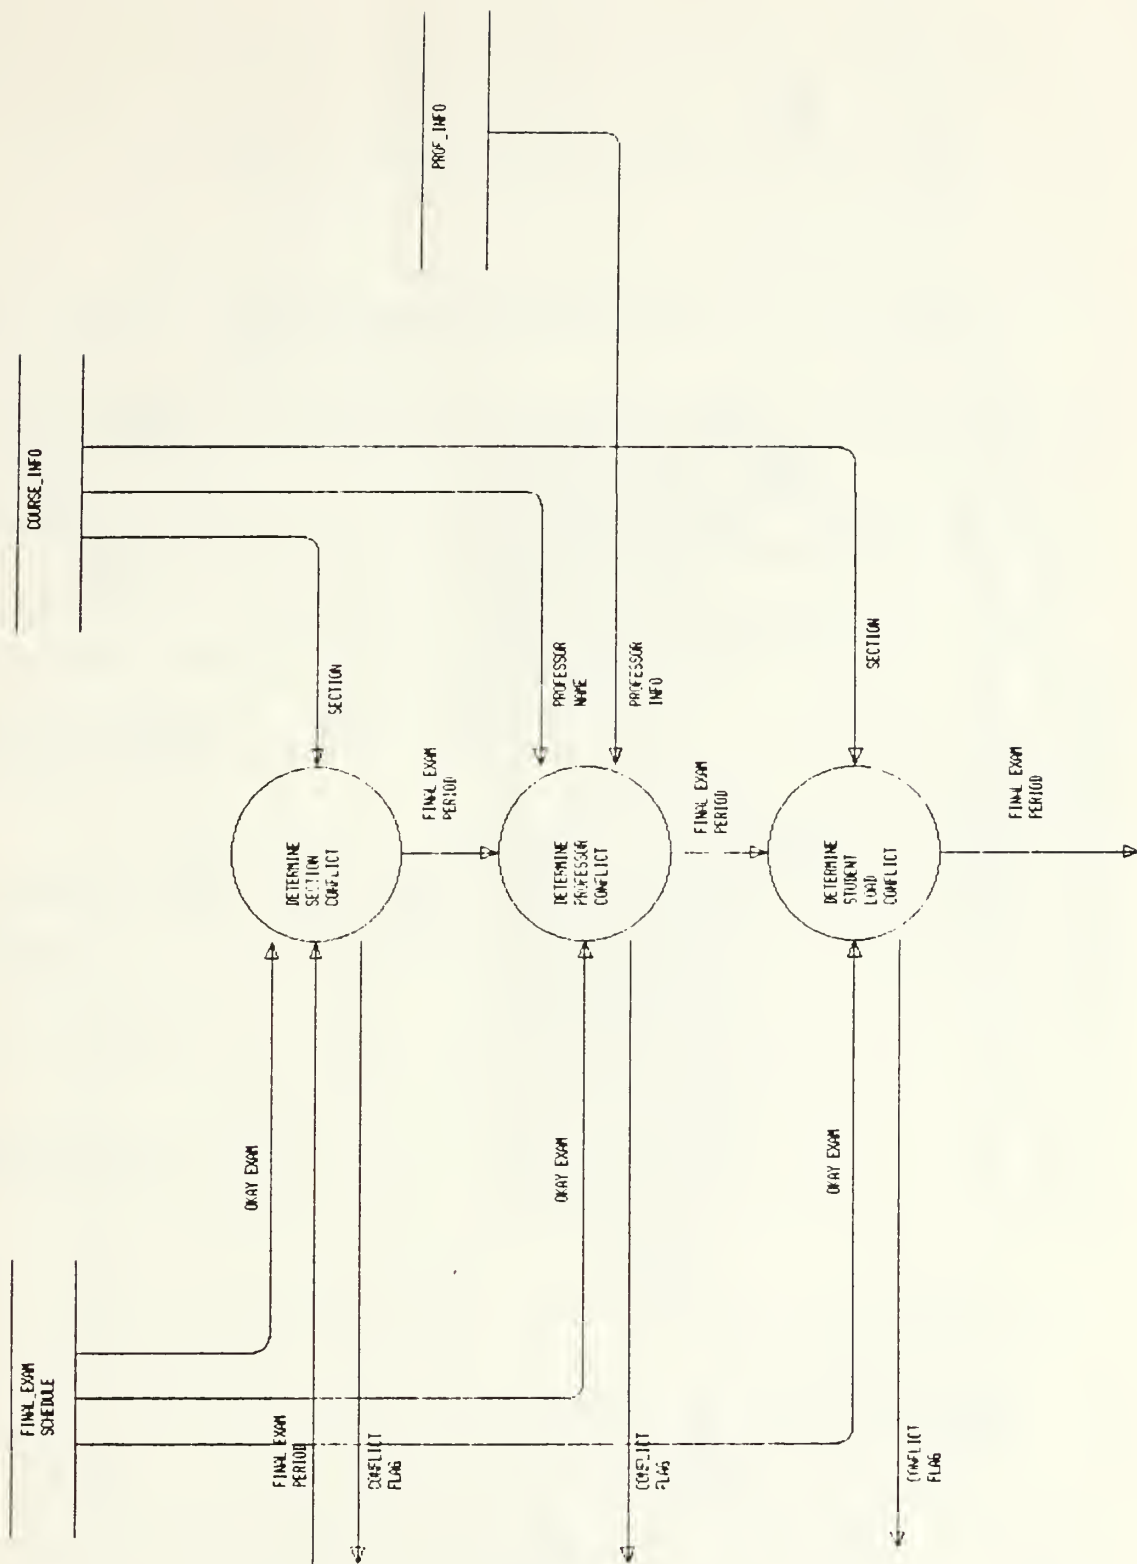 FINAL_EXAM
SCHEDULE
COURSE_INFO
PROF_INFO
OKAY EXAM
FINAL EXAM
PERIOD
CONFLICT
FLAG
DETERMINE
SECTION
CONFLICT
SECTION
FINAL EXAM
PERIOD
OKAY EXAM
CONFLICT
FLAG
DETERMINE
PROFESSOR
CONFLICT
PROFESSOR
NAME
PROFESSOR
INFO
FINAL EXAM
PERIOD
OKAY EXAM
CONFLICT
FLAG
DETERMINE
STUDENT
LOAD
CONFLICT
SECTION
FINAL EXAM
PERIOD